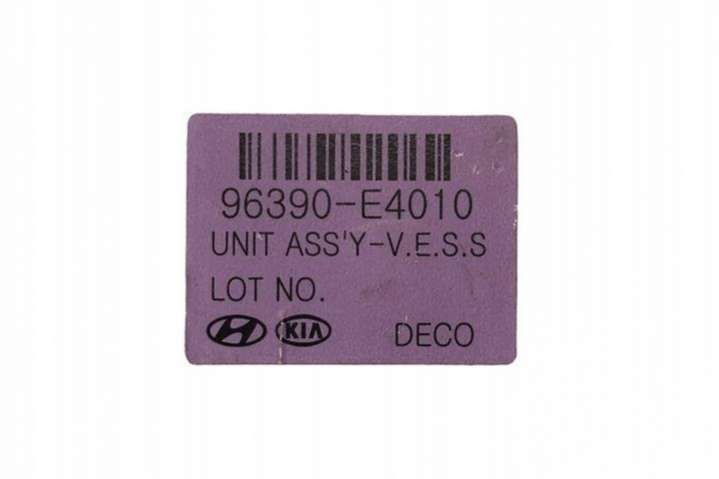 96390-E4010
UNIT ASS'Y-V.E.S.S
LOT NO.
KIA DECO